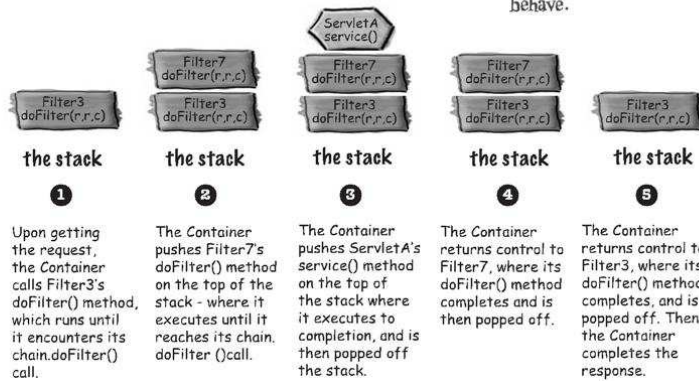 behave.
Filter3
doFilter(r,r,c)
the stack
1
Upon getting
the request,
the Container
calls Filter3's
doFilter() method,
which runs until
it encounters its
chain.doFilter()
call.
Filter7
doFilter(r,r,c)
Filter3
doFilter(r,r,c)
the stack
2
The Container
pushes Filter7's
doFilter() method
on the top of the
stack - where it
executes until it
reaches its chain.
doFilter ()call.
ServletA
service()
Filter7
doFilter(r,r,c)
Filter3
doFilter(r,r,c)
the stack
3
The Container
pushes ServletA's
service() method
on the top of
the stack where
it executes to
completion, and is
then popped off
the stack.
Filter7
doFilter(r,r,c)
Filter3
doFilter(r,r,c)
the stack
4
The Container
returns control to
Filter7, where its
doFilter() method
completes and is
then popped off.
Filter3
doFilter(r,r,c)
the stack
5
The Container
returns control to
Filter3, where its
doFilter() method
completes, and is
popped off. Then
the Container
completes the
response.